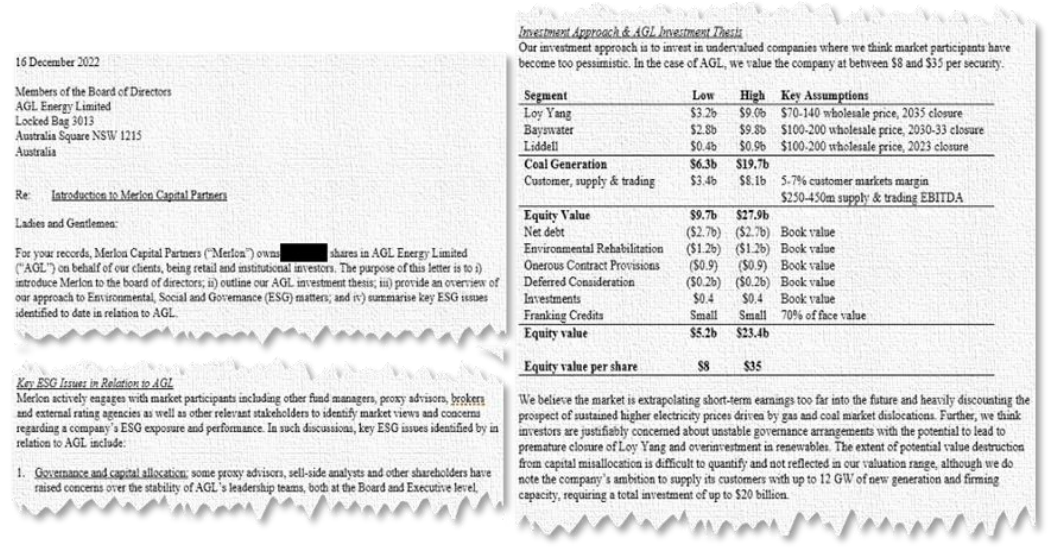 16 December 2022
Members of the Board of Directors
AGL Energy Limited
Locked Bag 3013
Australia Square NSW 1215
Australia
Re: Introduction to Merlon Capital Partners
Ladies and Gentlemen:
For your records, Merlon Capital Partners ("Merlon") owns shares in AGL Energy Limited
("AGL") on behalf of our clients, being retail and institutional investors. The purpose of this letter is to i)
introduce Merlon to the board of directors; ii) outline our AGL investment thesis; iii) provide an overview of
our approach to Environmental, Social and Governance (ESG) matters; and iv) summarise key ESG issues
identified to date in relation to AGL.
Key ESG Issues in Relation to AGL
Merlon actively engages with market participants including other fund managers, proxy advisors, brokers
and external rating agencies as well as other relevant stakeholders to identify market views and concerns
regarding a company's ESG exposure and performance. In such discussions, key ESG issues identified by in
relation to AGL include:
1. Governance and capital allocation: some proxy advisors, sell-side analysts and other shareholders have
raised concerns over the stability of AGL's leadership teams, both at the Board and Executive level,
Investment Approach & AGL Investment Thesis
Our investment approach is to invest in undervalued companies where we think market participants have
become too pessimistic. In the case of AGL, we value the company at between $8 and $35 per security.
Segment Low High Key Assumptions
Loy Yang $3.2b $9.0b $70-140 wholesale price, 2035 closure
Bayswater $2.8b $9.8b $100-200 wholesale price, 2030-33 closure
Liddell $0.4b $0.9b $100-200 wholesale price, 2023 closure
Coal Generation $6.3b $19.7b
Customer, supply & trading $3.4b $8.1b 5-7% customer markets margin
$250-450m supply & trading EBITDA
Equity Value $9.7b $27.9b
Net debt ($2.7b) ($2.7b) Book value
Environmental Rehabilitation ($1.2b) ($1.2b) Book value
Onerous Contract Provisions ($0.9) ($0.9) Book value
Deferred Consideration ($0.2b) ($0.2b) Book value
Investments $0.4 $0.4 Book value
Franking Credits Small Small 70% of face value
Equity value $5.2b $23.4b
Equity value per share $8 $35
We believe the market is extrapolating short-term earnings too far into the future and heavily discounting the
prospect of sustained higher electricity prices driven by gas and coal market dislocations. Further, we think
investors are justifiably concerned about unstable governance arrangements with the potential to lead to
premature closure of Loy Yang and overinvestment in renewables. The extent of potential value destruction
from capital misallocation is difficult to quantify and not reflected in our valuation range, although we do
note the company's ambition to supply its customers with up to 12 GW of new generation and firming
capacity, requiring a total investment of up to $20 billion.